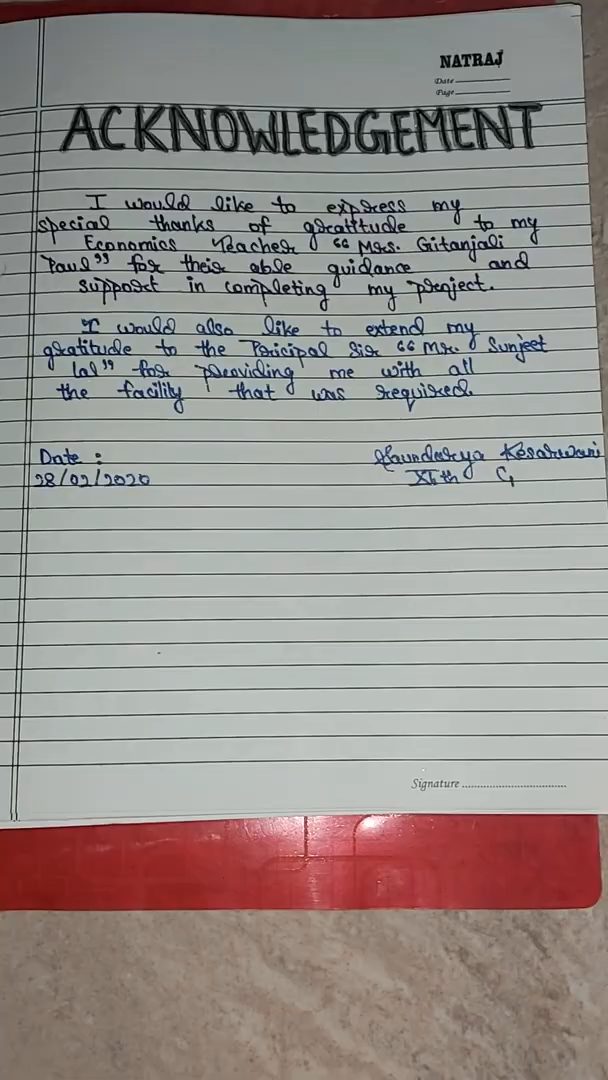 NATRAJ
Date
Page
ACKNOWLEDGEMENT
I would like to express my
special thanks of gratitude to my
Economics Teacher "Mrs. Gitanjali
Paul" for their able guidance and
support in completing my project.
I would also like to extend my
gratitude to the Pricipal Sir "Mr. Sunjeet
lal" for providing me with all
the facility that was required.
Date :
28/02/2020
Saundarya Kesarwani
XIth G
Signature